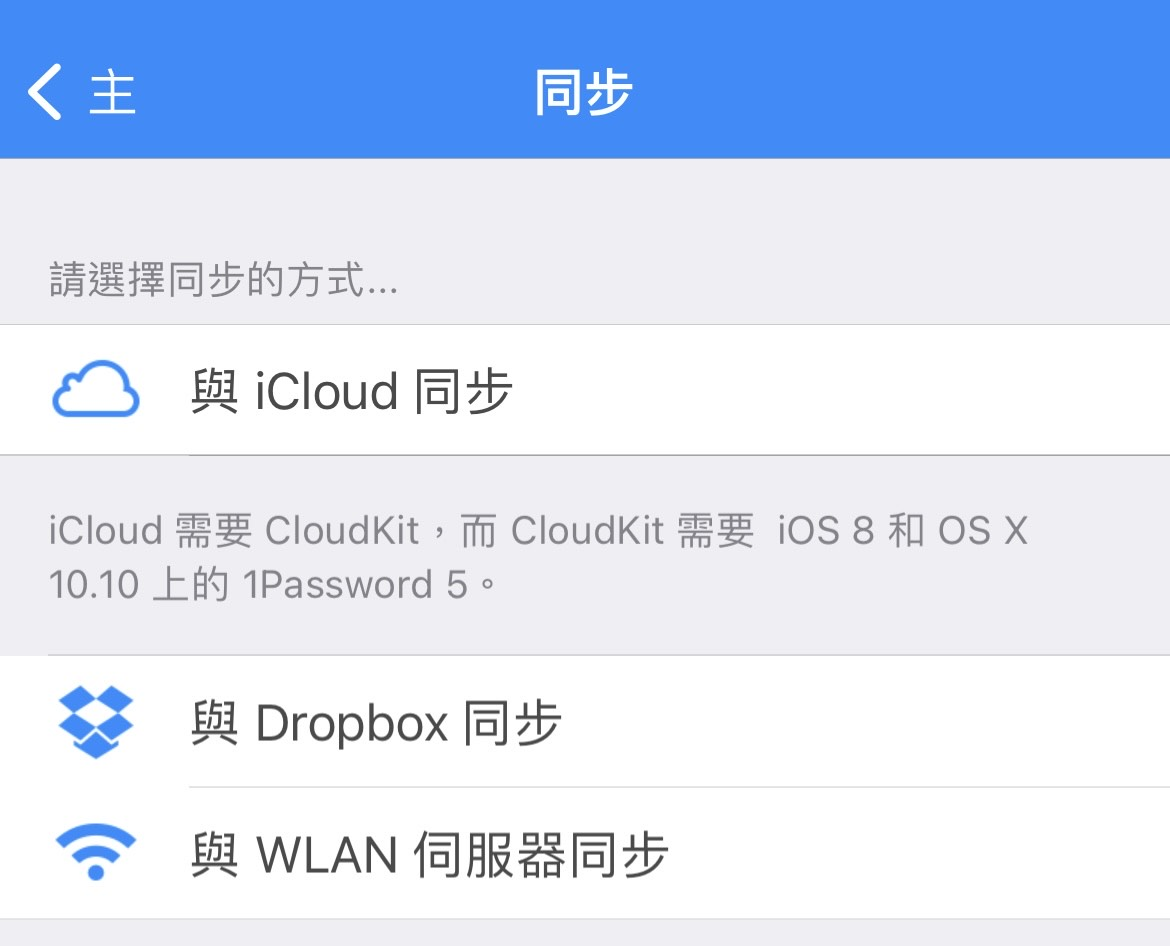 主
同步
請選擇同步的方式...
與 iCloud 同步
iCloud 需要 CloudKit,而 CloudKit 需要  iOS 8 和 OS X
10.10 上的 1Password 5。
與 Dropbox 同步
與 WLAN 伺服器同步